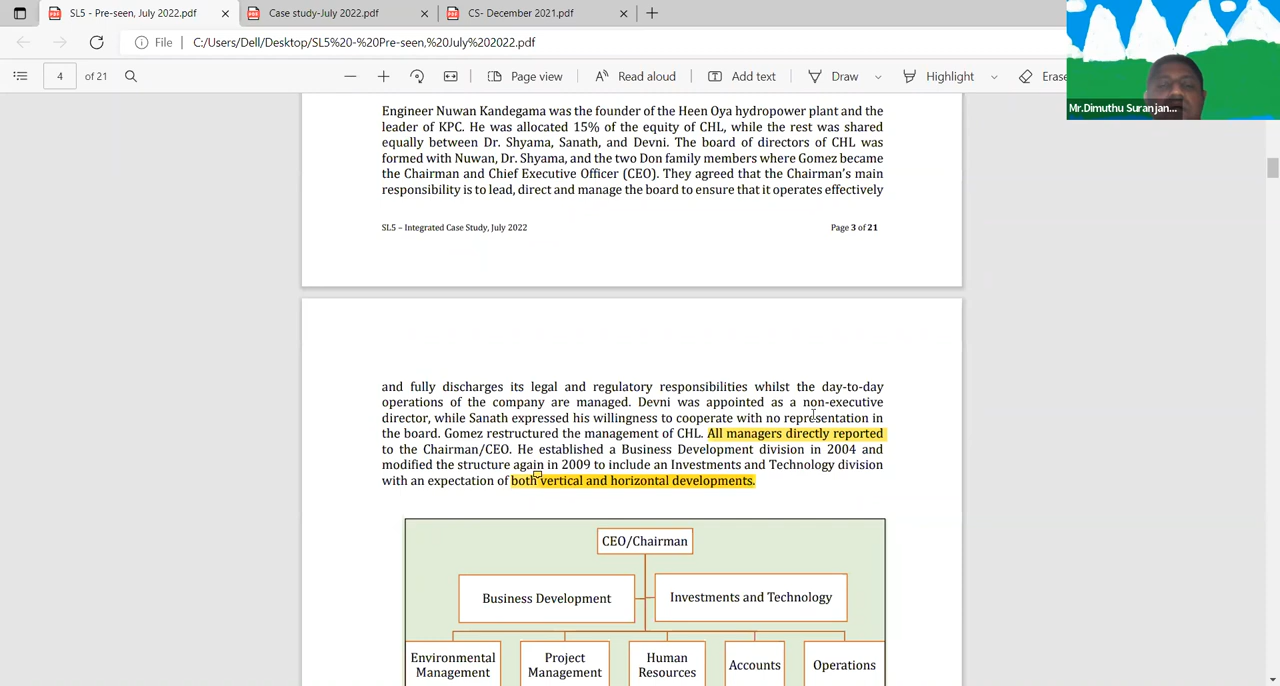 SL5 - Pre-seen, July 2022.pdf
Case study-July 2022.pdf
CS- December 2021.pdf
File
C:/Users/Dell/Desktop/SL5%20-%20Pre-seen,%20July%202022.pdf
4 of 21
Page view
Read aloud
Add text
Draw
Highlight
Erase
Mr.Dimuthu Suranjan...
Engineer Nuwan Kandegama was the founder of the Heen Oya hydropower plant and the
leader of KPC. He was allocated 15% of the equity of CHL, while the rest was shared
equally between Dr. Shyama, Sanath, and Devni. The board of directors of CHL was
formed with Nuwan, Dr. Shyama, and the two Don family members where Gomez became
the Chairman and Chief Executive Officer (CEO). They agreed that the Chairman's main
responsibility is to lead, direct and manage the board to ensure that it operates effectively
SL5 – Integrated Case Study, July 2022
Page 3 of 21
and fully discharges its legal and regulatory responsibilities whilst the day-to-day
operations of the company are managed. Devni was appointed as a non-executive
director, while Sanath expressed his willingness to cooperate with no representation in
the board. Gomez restructured the management of CHL. All managers directly reported
to the Chairman/CEO. He established a Business Development division in 2004 and
modified the structure again in 2009 to include an Investments and Technology division
with an expectation of both vertical and horizontal developments.
CEO/Chairman
Business Development
Investments and Technology
Environmental
Management
Project
Management
Human
Resources
Accounts
Operations